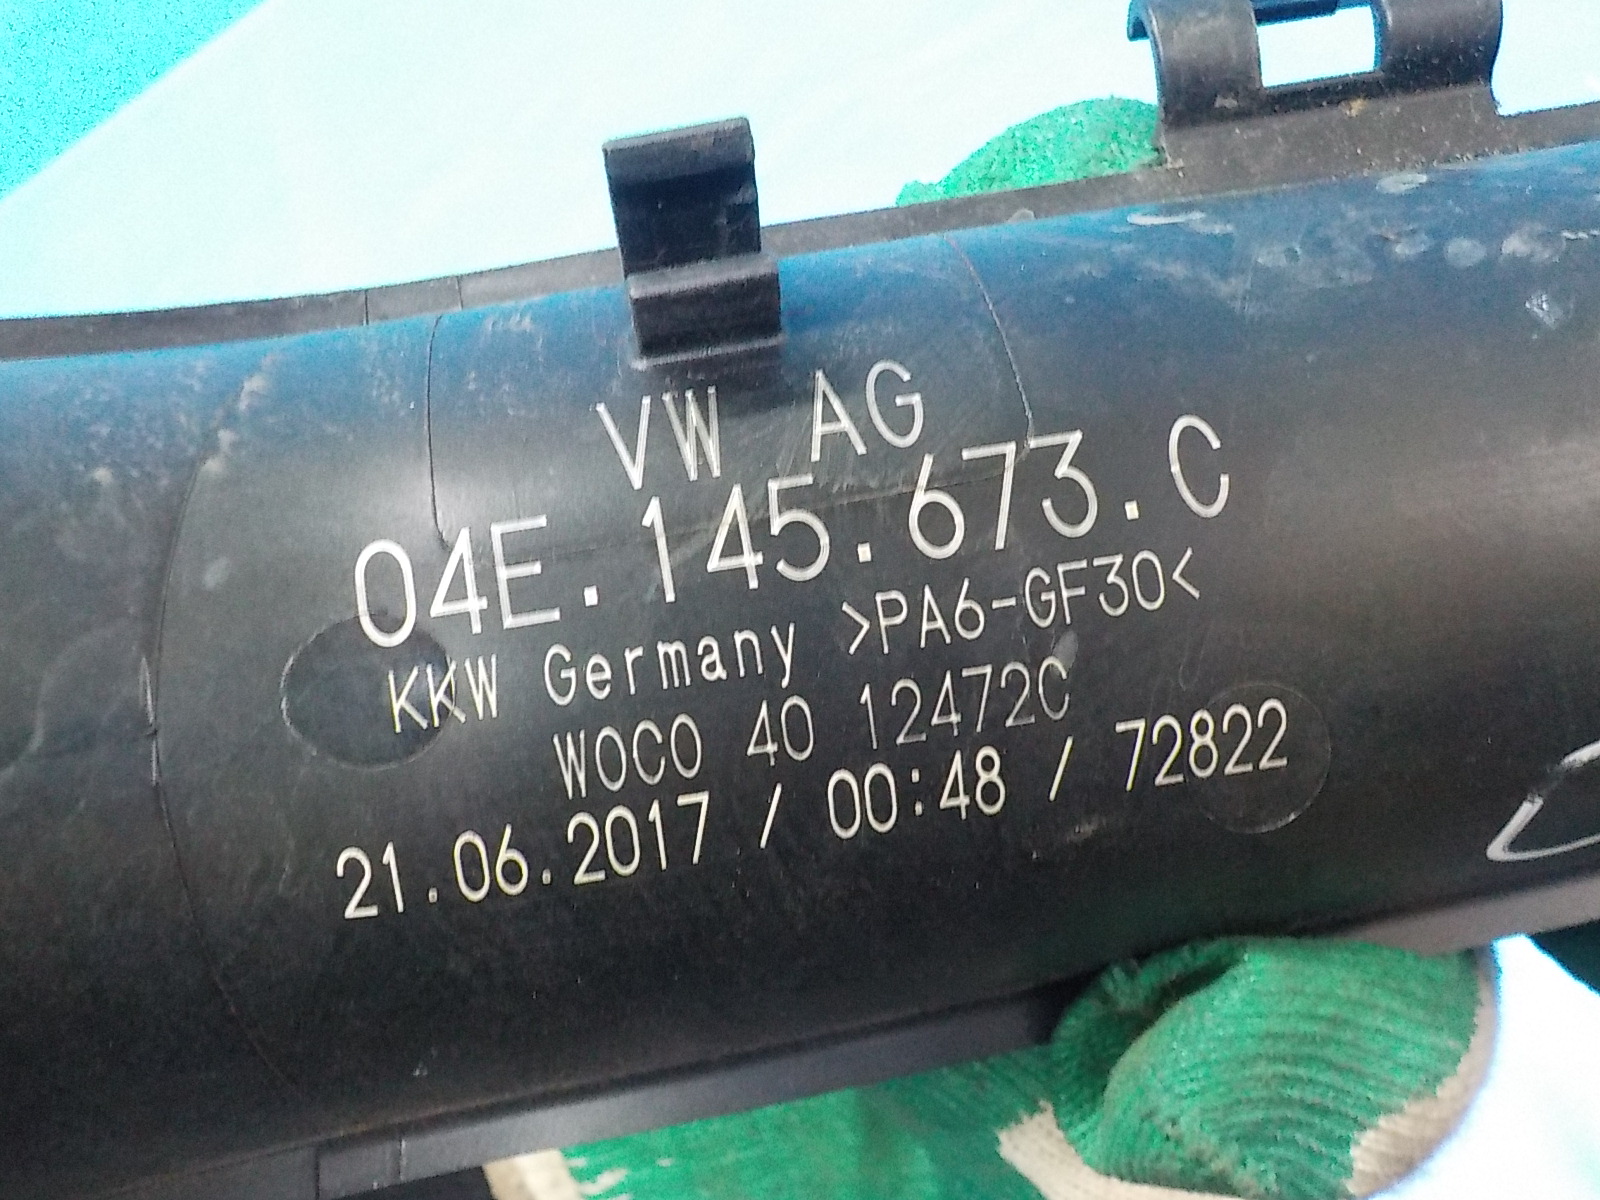 VW AG
04E.145.673.C
KKW Germany >PA6-GF30<
WOCO 40 12472C
21.06.2017 / 00:48 / 72822